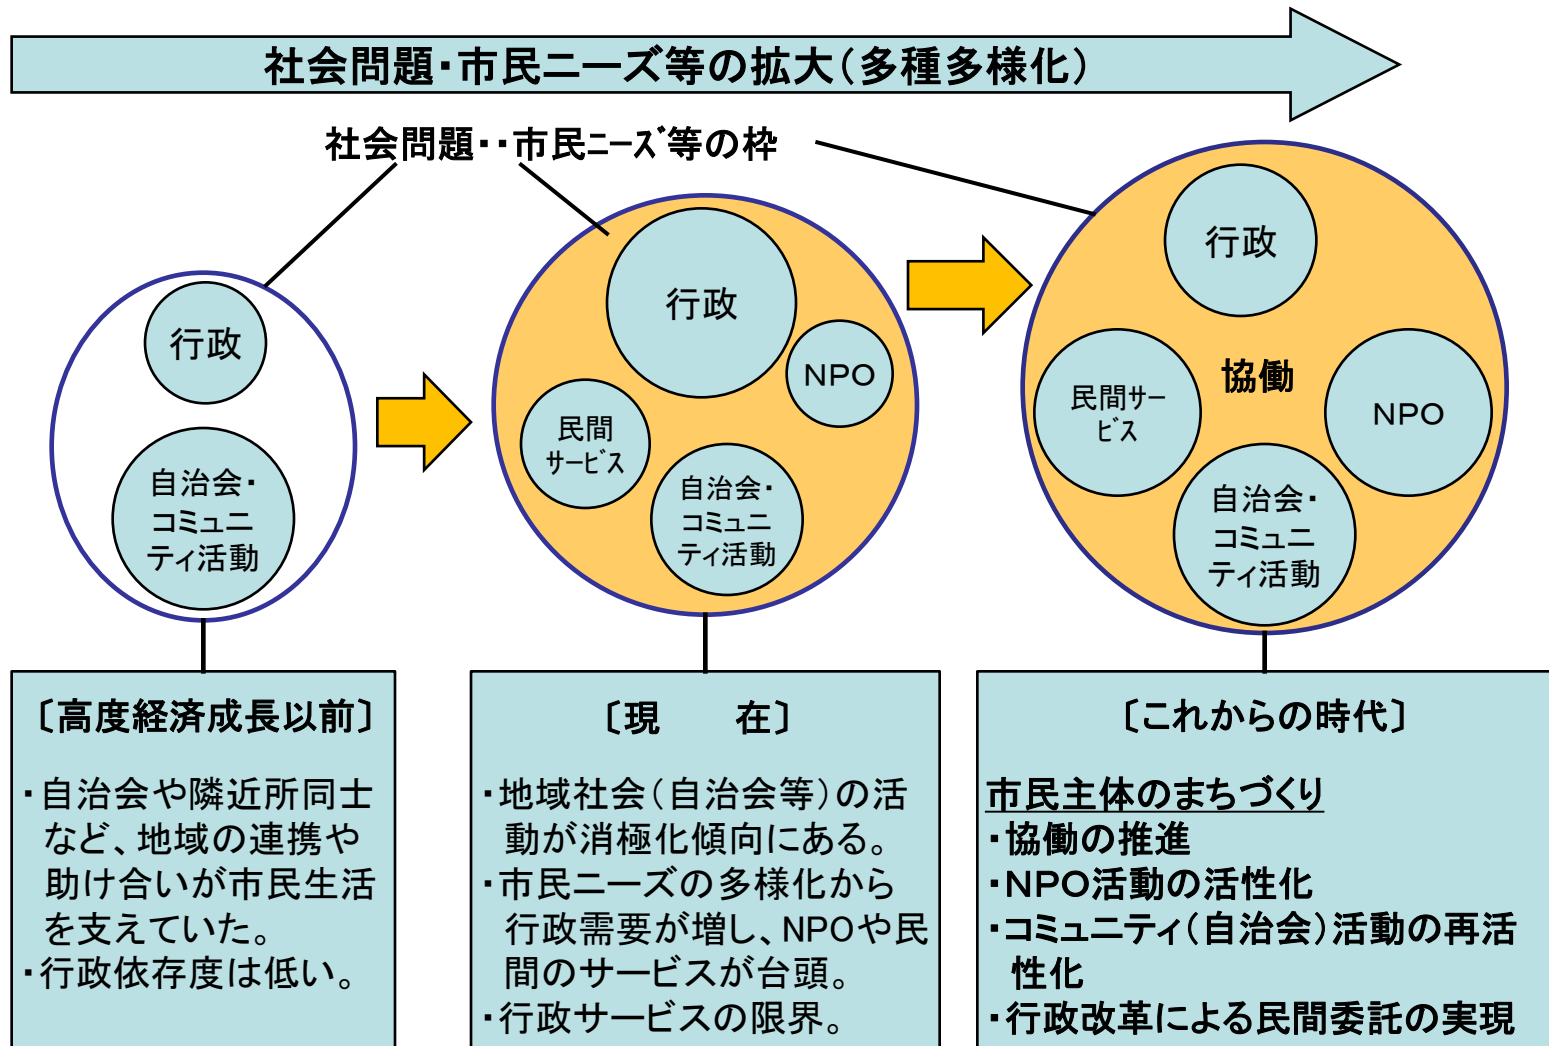 社会問題・市民ニーズ等の拡大（多種多様化）
社会問題・・市民ﾆｰｽﾞ等の枠
行政
自治会・
コミュニ
ティ活動
行政
NPO
民間
サービス
自治会・
コミュニ
ティ活動
行政
協働
民間サー
ビス
NPO
自治会・
コミュニ
ティ活動
〔高度経済成長以前〕
・自治会や隣近所同士
など、地域の連携や
助け合いが市民生活
を支えていた。
・行政依存度は低い。
〔現　　在〕
・地域社会（自治会等）の活
動が消極化傾向にある。
・市民ニーズの多様化から
行政需要が増し、NPOや民
間のサービスが台頭。
・行政サービスの限界。
〔これからの時代〕
市民主体のまちづくり
・協働の推進
・NPO活動の活性化
・コミュニティ（自治会）活動の再活
性化
・行政改革による民間委託の実現